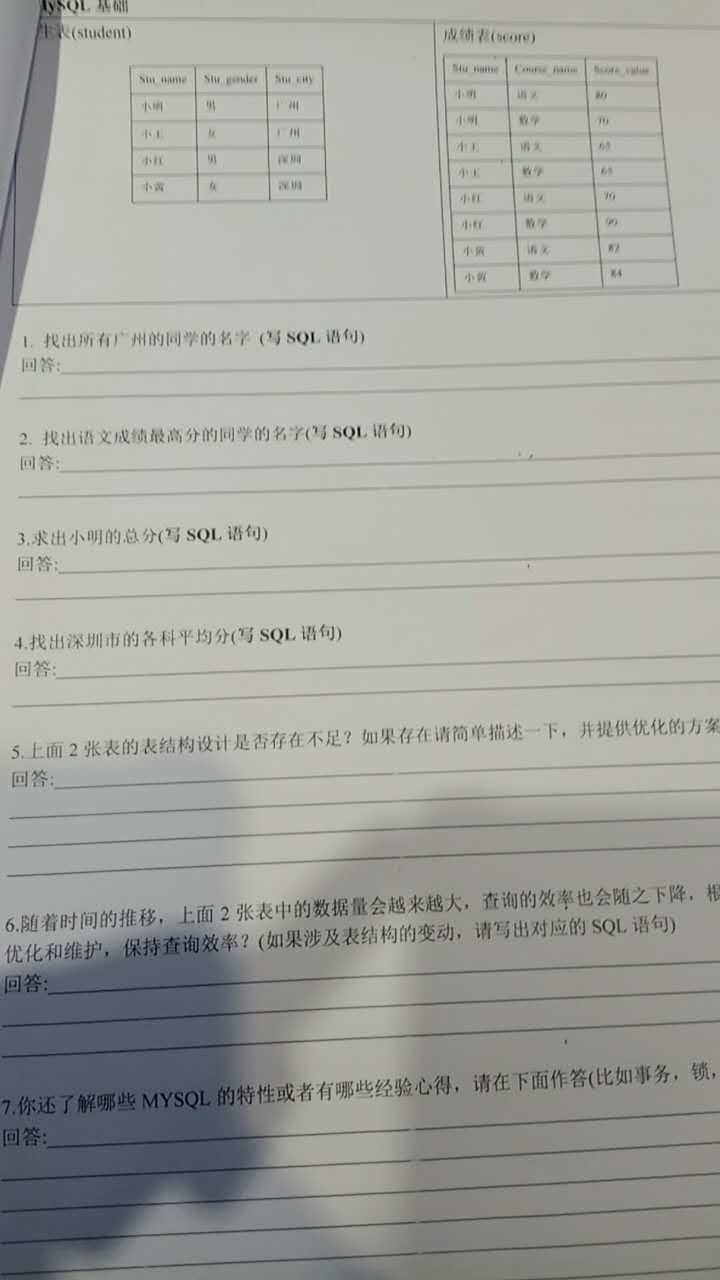 MySQL 基础
生表(student)
成绩表(score)
Stu_name Stu_gender Stu_city
小明 男 广州
小王 女 广州
小红 男 深圳
小黄 女 深圳
Stu_name Course_name Score_value
小明 语文 80
小明 数学 70
小王 语文
小王 数学
小红 语文 70
小红 数学 90
小黄 语文 82
小黄 数学 84
1. 找出所有广州的同学的名字 (写 SQL 语句)
回答:
2. 找出语文成绩最高分的同学的名字(写 SQL 语句)
回答:
3.求出小明的总分(写 SQL 语句)
回答:
4.找出深圳市的各科平均分(写 SQL 语句)
回答:
5.上面 2 张表的表结构设计是否存在不足？如果存在请简单描述一下，并提供优化的方案
回答:
6.随着时间的推移，上面 2 张表中的数据量会越来越大，查询的效率也会随之下降，根
优化和维护，保持查询效率？(如果涉及表结构的变动，请写出对应的 SQL 语句)
回答:
7.你还了解哪些 MYSQL 的特性或者有哪些经验心得，请在下面作答(比如事务，锁，
回答: